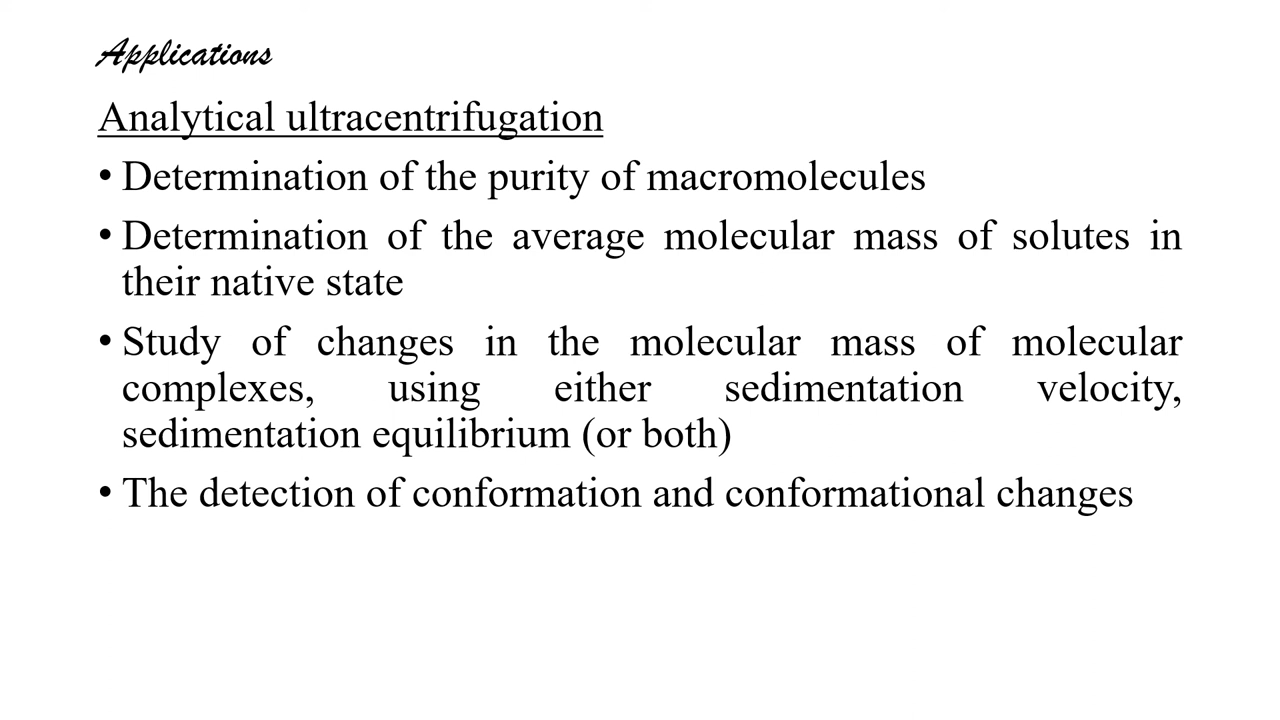 Applications
Analytical ultracentrifugation
• Determination of the purity of macromolecules
• Determination of the average molecular mass of solutes in
their native state
• Study of changes in the molecular mass of molecular
complexes, using either sedimentation velocity,
sedimentation equilibrium (or both)
• The detection of conformation and conformational changes